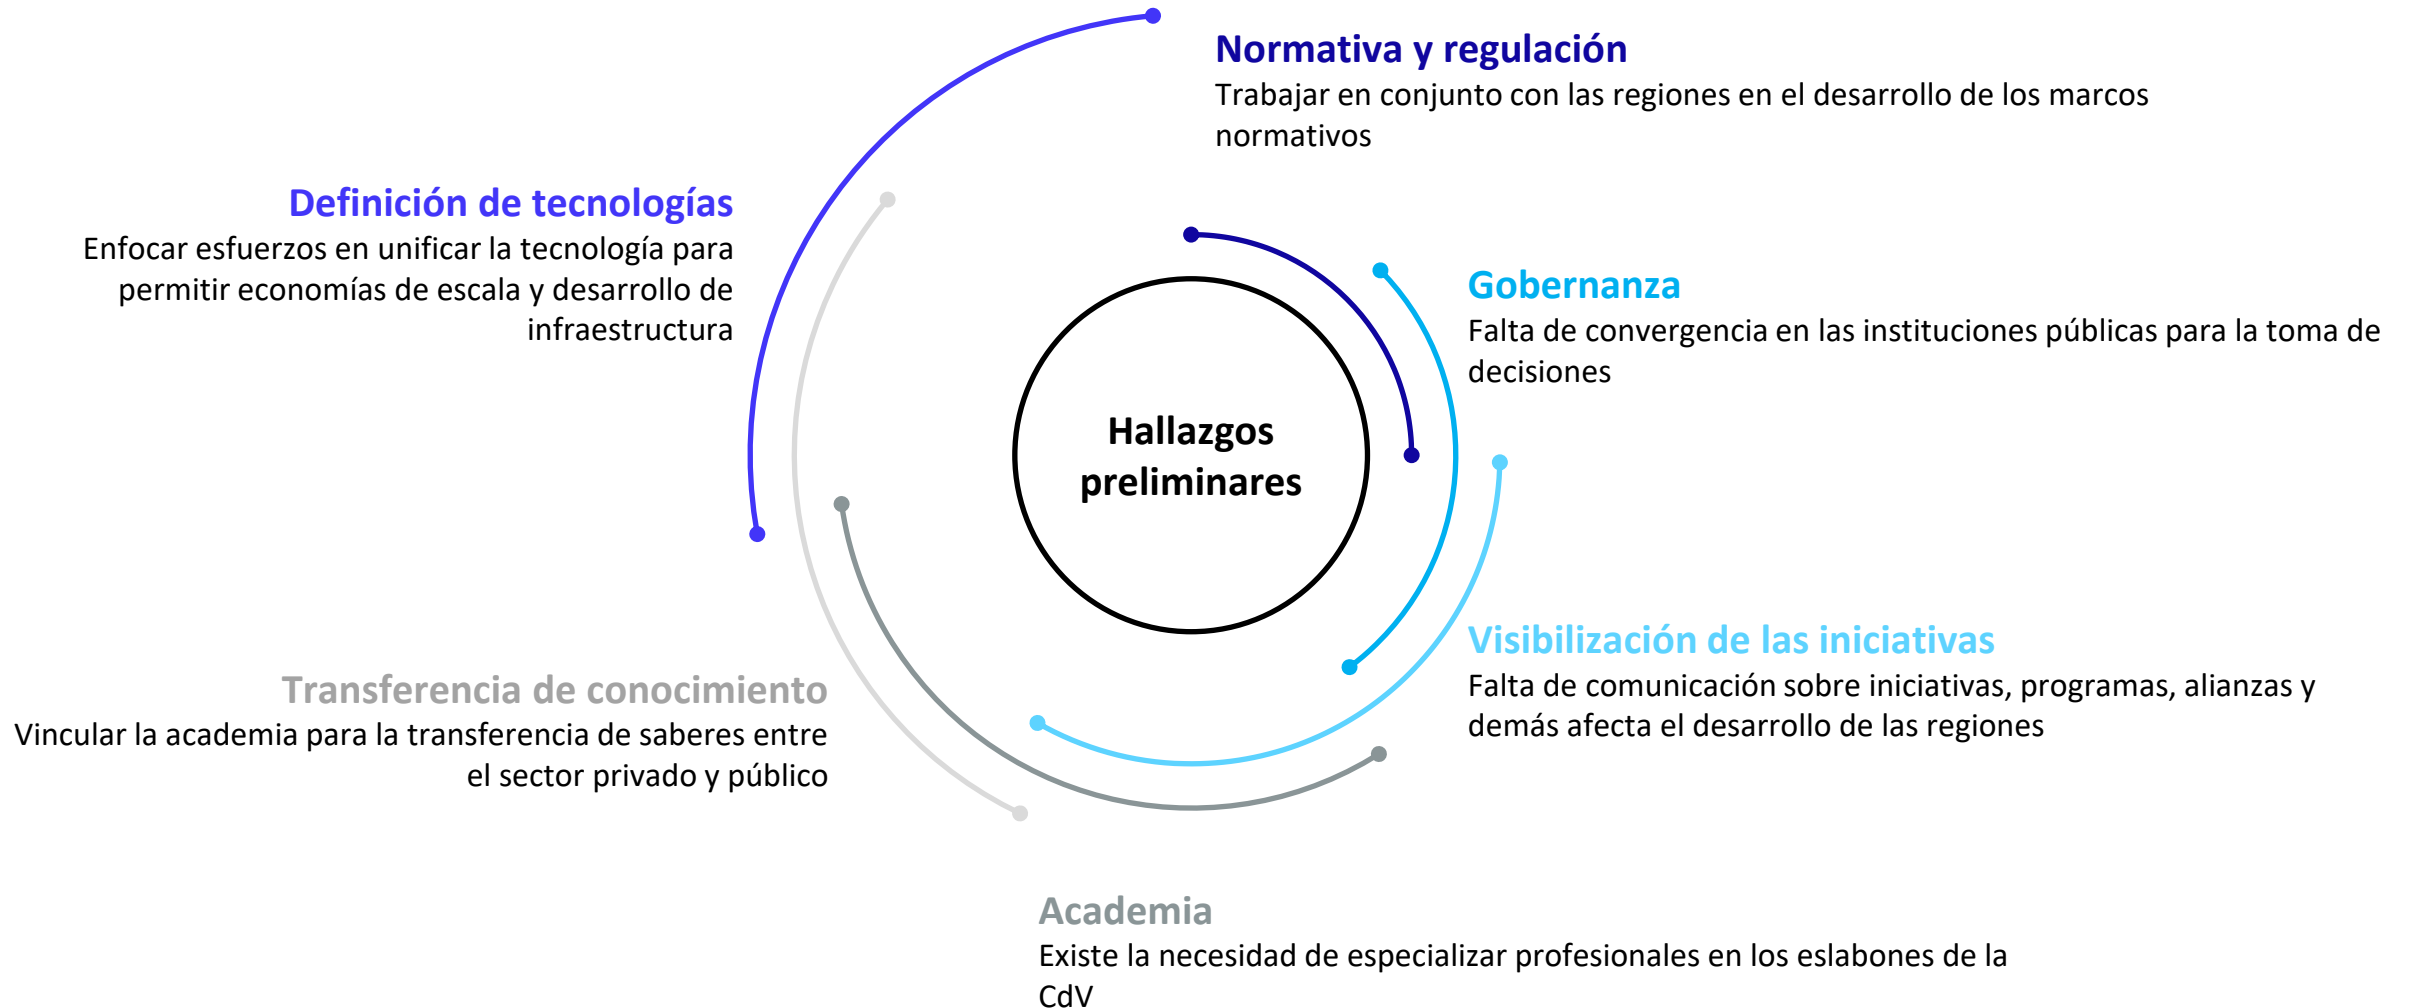 Normativa y regulación
Trabajar en conjunto con las regiones en el desarrollo de los marcos
normativos
Definición de tecnologías
Enfocar esfuerzos en unificar la tecnología para
permitir economías de escala y desarrollo de
infraestructura
Gobernanza
Falta de convergencia en las instituciones públicas para la toma de
decisiones
Hallazgos
preliminares
Visibilización de las iniciativas
Falta de comunicación sobre iniciativas, programas, alianzas y
demás afecta el desarrollo de las regiones
Transferencia de conocimiento
Vincular la academia para la transferencia de saberes entre
el sector privado y público
Academia
Existe la necesidad de especializar profesionales en los eslabones de la
CdV